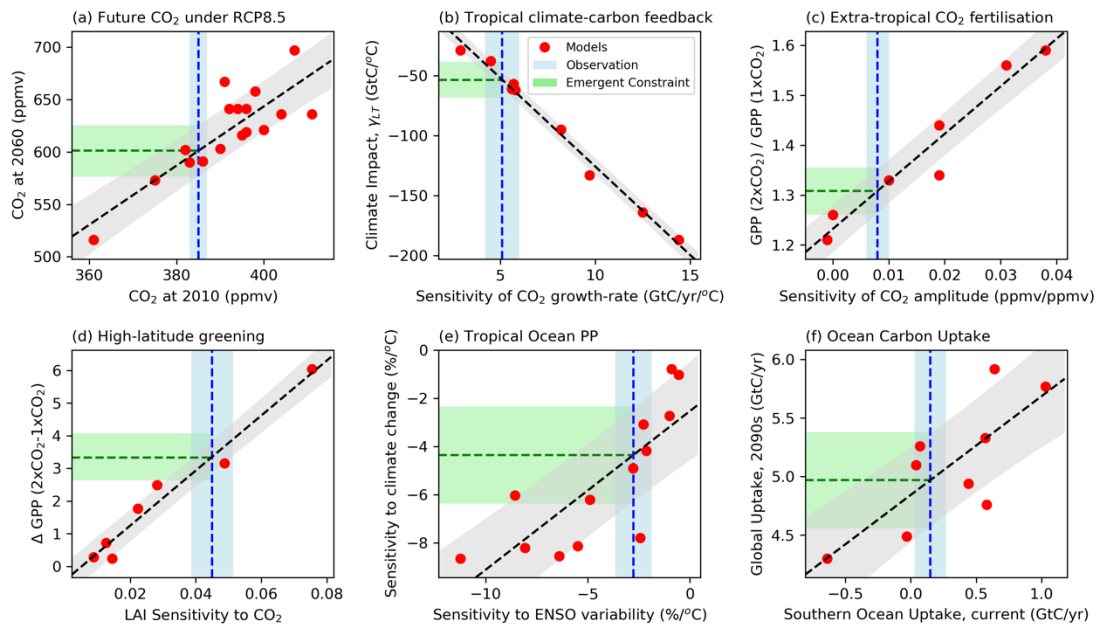 (a) Future CO₂ under RCP8.5
CO₂ at 2060 (ppmv)
700
650
600
550
500
360
380
400
CO₂ at 2010 (ppmv)
(b) Tropical climate-carbon feedback
Climate Impact, γLT (GtC/°C)
−50
−100
−150
−200
Models
Observation
Emergent Constraint
5
10
15
Sensitivity of CO₂ growth-rate (GtC/yr/°C)
(c) Extra-tropical CO₂ fertilisation
GPP (2xCO₂) / GPP (1xCO₂)
1.6
1.5
1.4
1.3
1.2
0.00
0.01
0.02
0.03
0.04
Sensitivity of CO₂ amplitude (ppmv/ppmv)
(d) High-latitude greening
Δ GPP (2xCO₂-1xCO₂)
6
5
4
3
2
1
0
0.02
0.04
0.06
0.08
LAI Sensitivity to CO₂
(e) Tropical Ocean PP
Sensitivity to climate change (%/°C)
0
−2
−4
−6
−8
−10
−5
0
Sensitivity to ENSO variability (%/°C)
(f) Ocean Carbon Uptake
Global Uptake, 2090s (GtC/yr)
6.0
5.5
5.0
4.5
−0.5
0.0
0.5
1.0
Southern Ocean Uptake, current (GtC/yr)